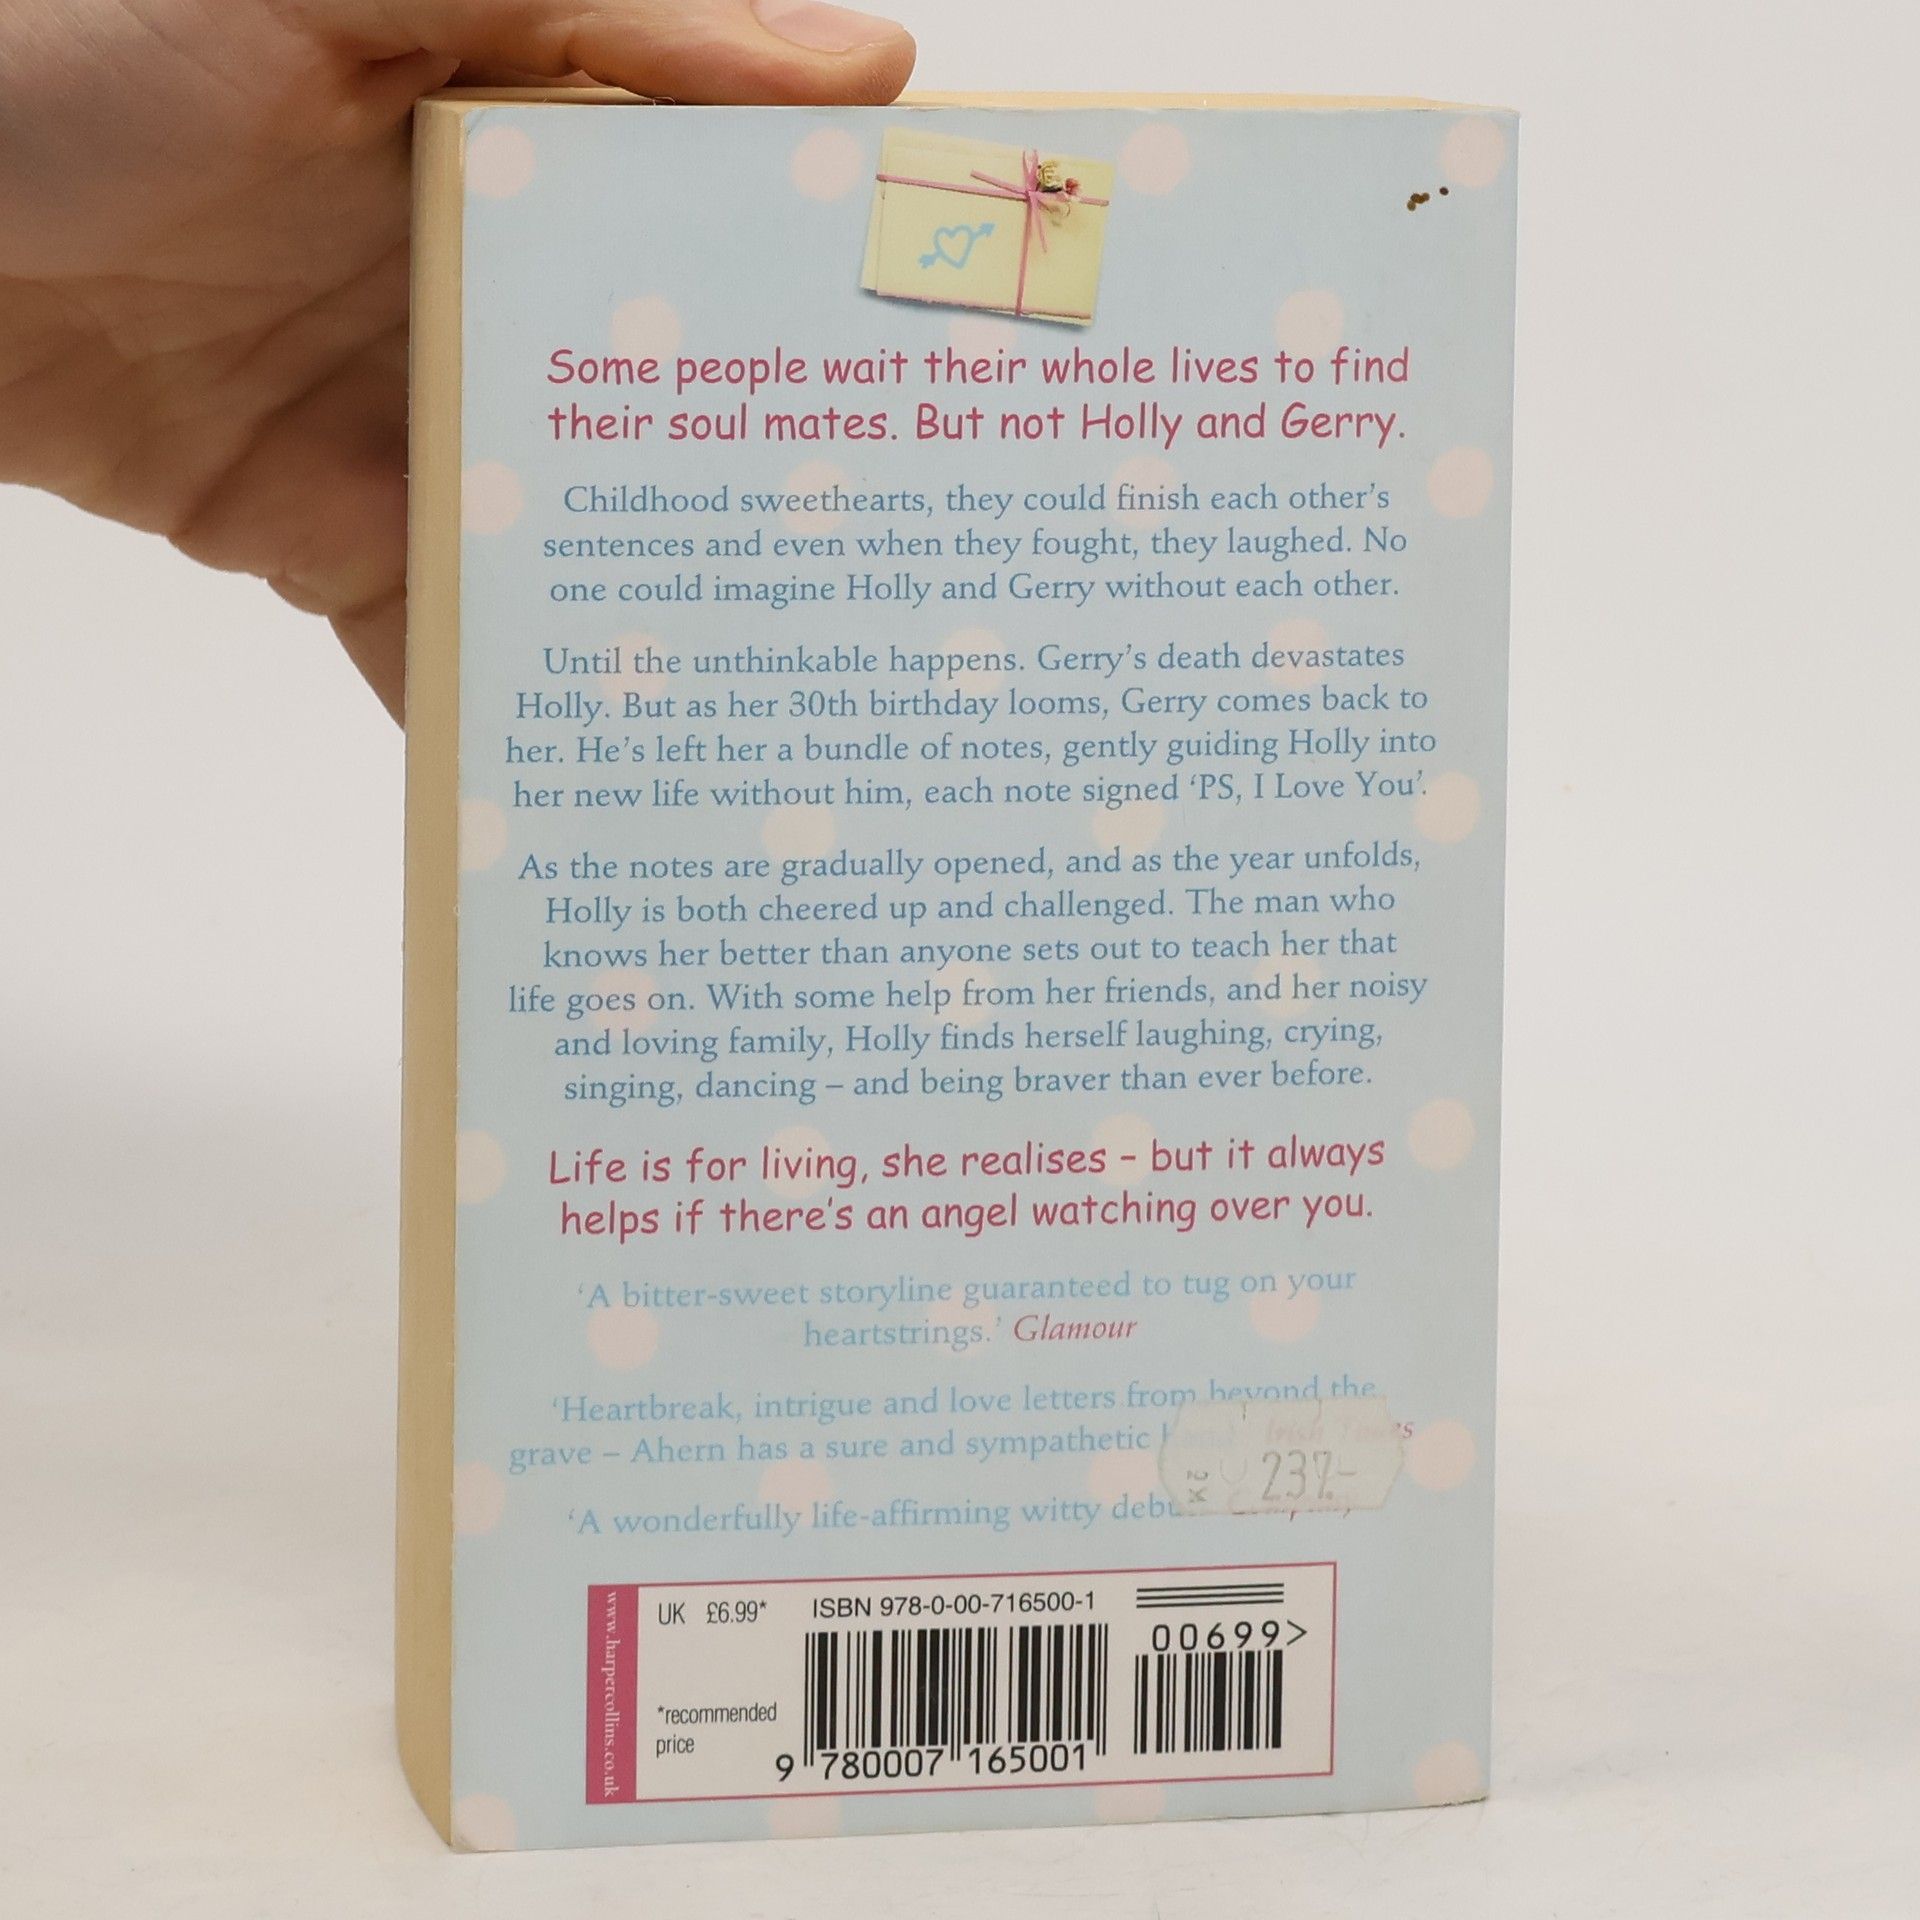 Some people wait their whole lives to find
their soul mates. But not Holly and Gerry.
Childhood sweethearts, they could finish each other's
sentences and even when they fought, they laughed. No
one could imagine Holly and Gerry without each other.
Until the unthinkable happens. Gerry's death devastates
Holly. But as her 30th birthday looms, Gerry comes back to
her. He's left her a bundle of notes, gently guiding Holly into
her new life without him, each note signed 'PS, I Love You'.
As the notes are gradually opened, and as the year unfolds,
Holly is both cheered up and challenged. The man who
knows her better than anyone sets out to teach her that
life goes on. With some help from her friends, and her noisy
and loving family, Holly finds herself laughing, crying,
singing, dancing – and being braver than ever before.
Life is for living, she realises – but it always
helps if there's an angel watching over you.
'A bitter-sweet storyline guaranteed to tug on your
heartstrings.' Glamour
'Heartbreak, intrigue and love letters from beyond the
grave – Ahern has a sure and sympathetic Irish Times
237.-
'A wonderfully life-affirming witty
www.harpercollins.co.uk
UK £6.99*
ISBN 978-0-00-716500-1
00699>
*recommended
price
9 780007 165001